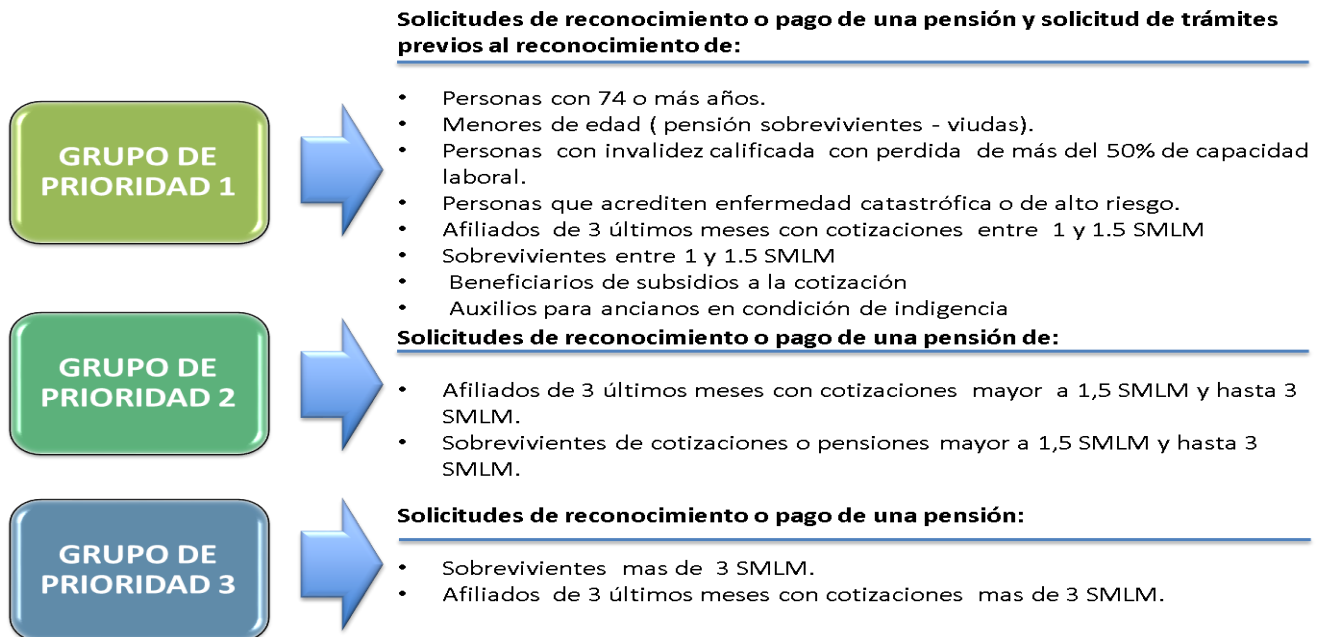 Solicitudes de reconocimiento o pago de una pensión y solicitud de trámites
previos al reconocimiento de:
GRUPO DE
PRIORIDAD 1
• Personas con 74 o más años.
• Menores de edad ( pensión sobrevivientes - viudas).
• Personas con invalidez calificada con perdida de más del 50% de capacidad
laboral.
• Personas que acrediten enfermedad catastrófica o de alto riesgo.
• Afiliados de 3 últimos meses con cotizaciones entre 1 y 1.5 SMLM
• Sobrevivientes entre 1 y 1.5 SMLM
• Beneficiarios de subsidios a la cotización
• Auxilios para ancianos en condición de indigencia
GRUPO DE
PRIORIDAD 2
Solicitudes de reconocimiento o pago de una pensión de:
• Afiliados de 3 últimos meses con cotizaciones mayor a 1,5 SMLM y hasta 3
SMLM.
• Sobrevivientes de cotizaciones o pensiones mayor a 1,5 SMLM y hasta 3
SMLM.
GRUPO DE
PRIORIDAD 3
Solicitudes de reconocimiento o pago de una pensión:
• Sobrevivientes mas de 3 SMLM.
• Afiliados de 3 últimos meses con cotizaciones mas de 3 SMLM.